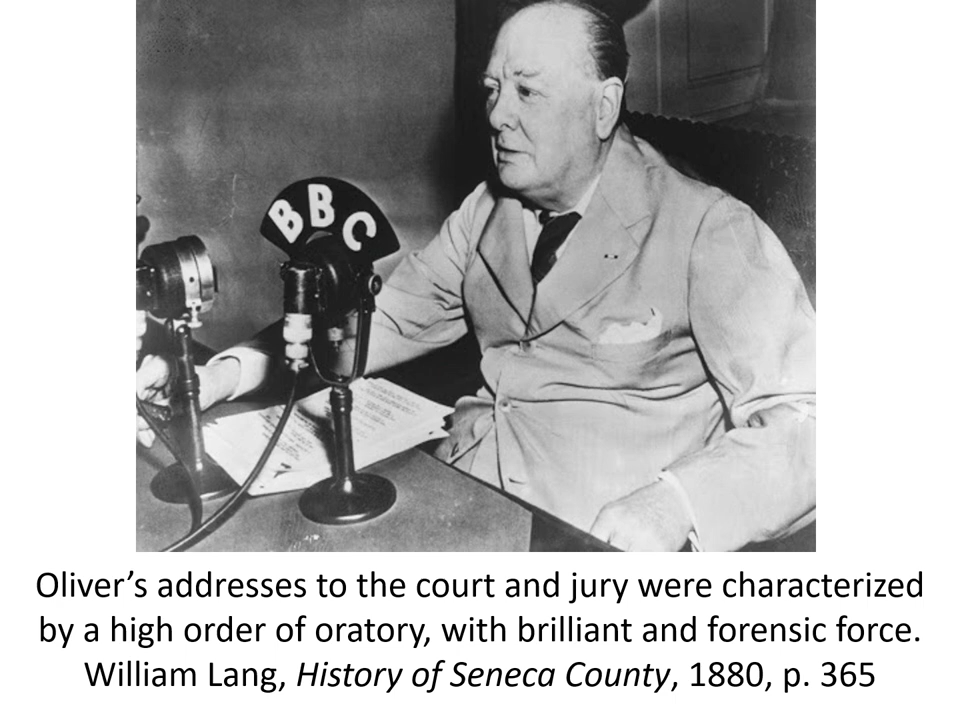 BBC
Oliver’s addresses to the court and jury were characterized
by a high order of oratory, with brilliant and forensic force.
William Lang, History of Seneca County, 1880, p. 365